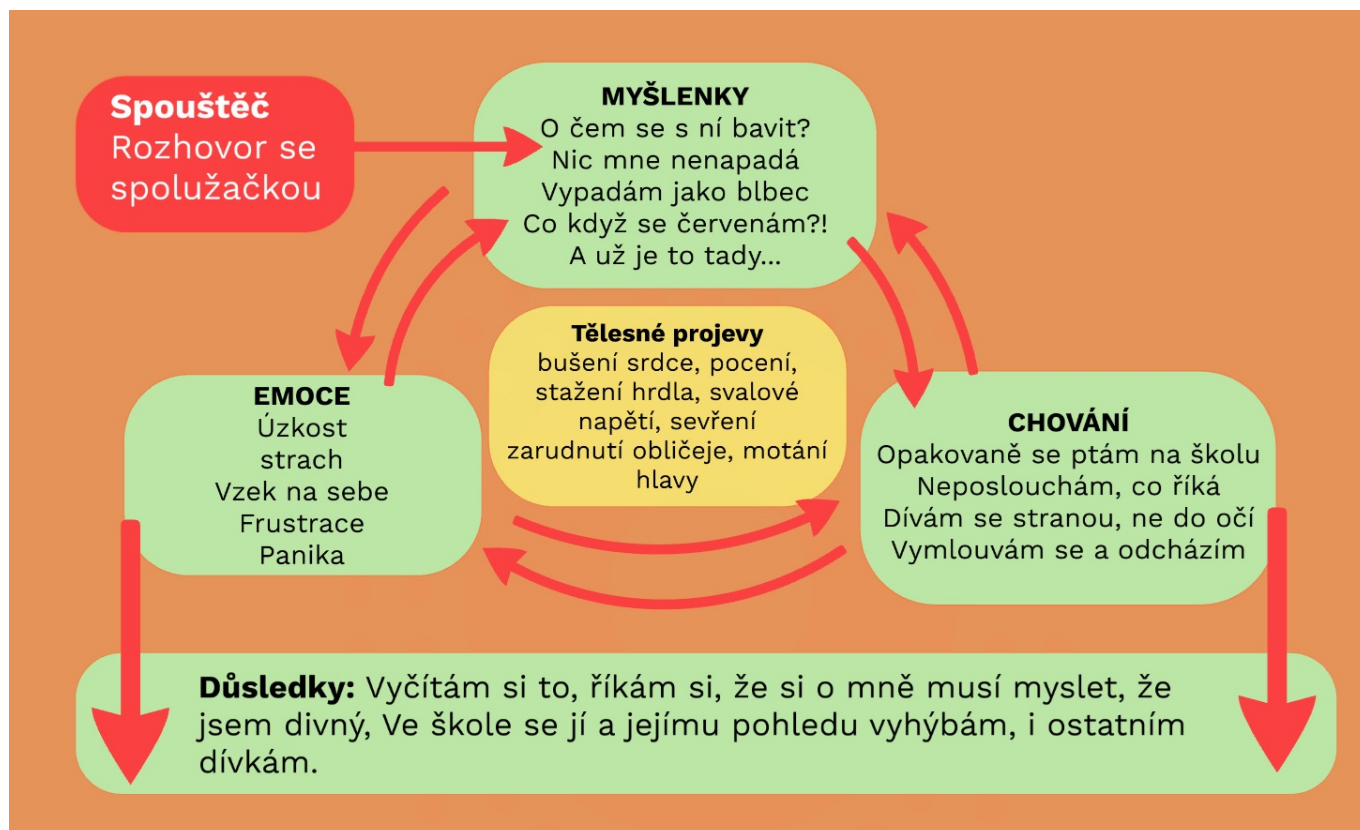 Spouštěč
Rozhovor se
spolužačkou
MYŠLENKY
O čem se s ní bavit?
Nic mne nenapadá
Vypadám jako blbec
Co když se červenám?!
A už je to tady...
Tělesné projevy
bušení srdce, pocení,
stažení hrdla, svalové
napětí, sevření
zarudnutí obličeje, motání
hlavy
EMOCE
Úzkost
strach
Vzek na sebe
Frustrace
Panika
CHOVÁNÍ
Opakovaně se ptám na školu
Neposlouchám, co říká
Dívám se stranou, ne do očí
Vymlouvám se a odcházím
Důsledky: Vyčítám si to, říkám si, že si o mně musí myslet, že
jsem divný, Ve škole se jí a jejímu pohledu vyhýbám, i ostatním
dívkám.